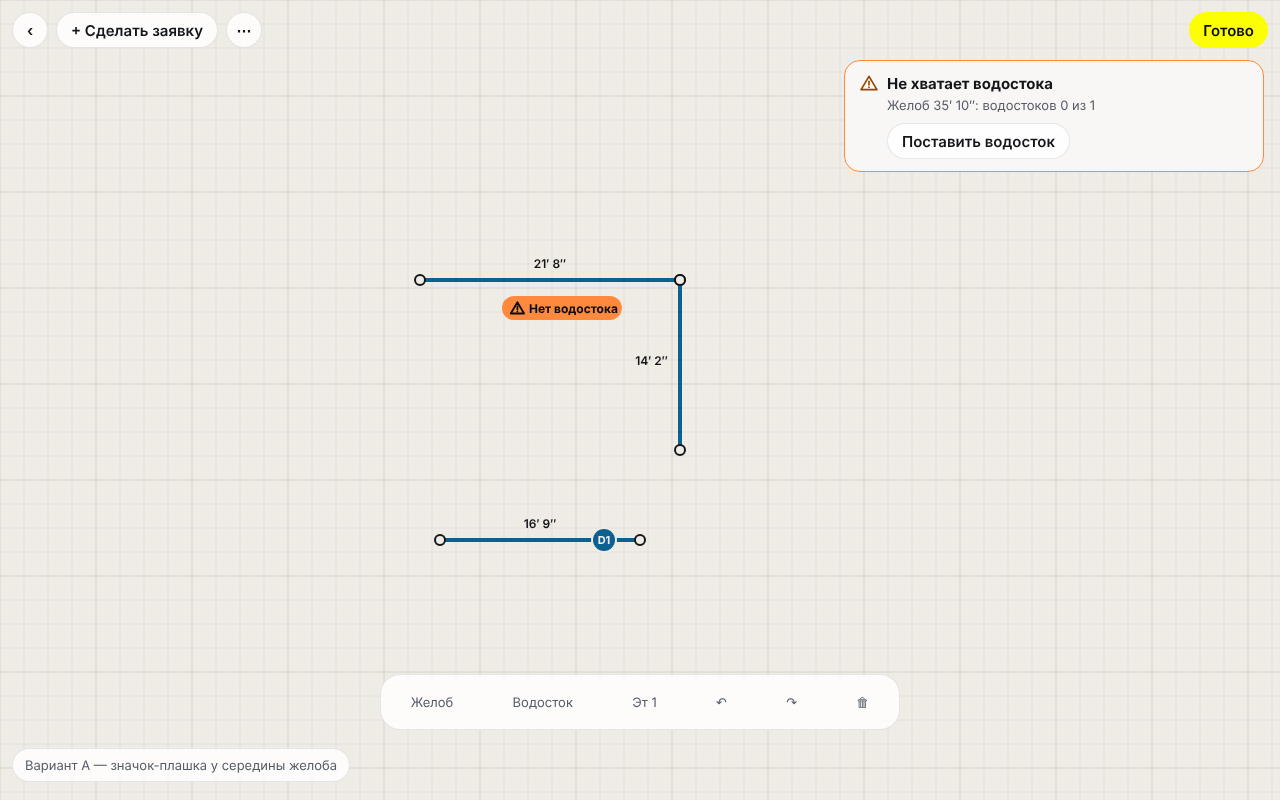 ‹
+ Сделать заявку
⋯
Готово
Не хватает водостока
Желоб 35′ 10″: водостоков 0 из 1
Поставить водосток
21′ 8″
Нет водостока
14′ 2″
16′ 9″
D1
Желоб Водосток Эт 1 ↶ ↷
Вариант A — значок-плашка у середины желоба